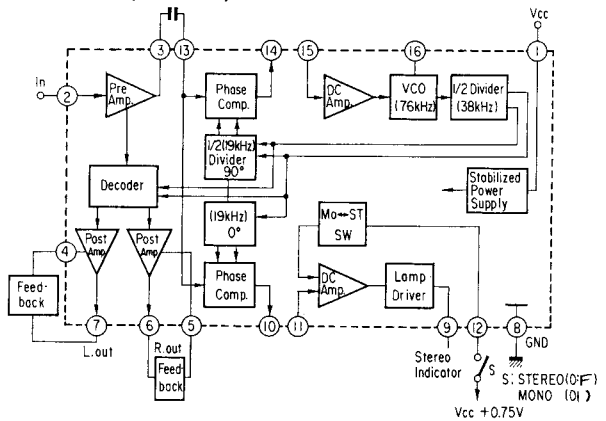 Vcc
3
13
14
15
16
1
in
2
Pre
Amp.
Phase
Comp.
DC
Amp.
VCO
(76kHz)
1/2 Divider
(38kHz)
1/2(19kHz)
Divider
90°
Decoder
Stabilized
Power
Supply
(19kHz)
0°
Mo↔ST
SW
4
Post
Amp.
Post
Amp.
Feed-
back
Phase
Comp.
DC
Amp.
Lamp
Driver
7
6
5
10
11
9
12
8
L.out
R.out
Feed-
back
Stereo
Indicator
S
GND
S: STEREO(OFF)
MONO (ON)
Vcc +0.75V